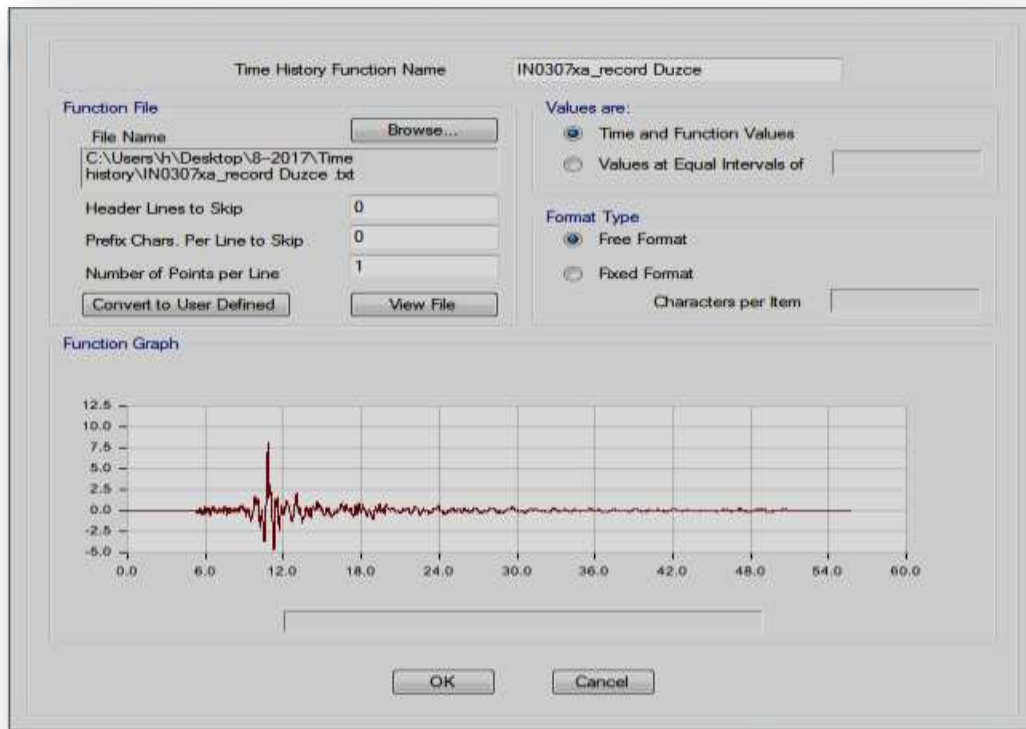 Time History Function Name IN0307xa_record Duzce
Function File
File Name Browse...
C:\Users\h\Desktop\8--2017\Time
history\IN0307xa_record Duzce .txt
Header Lines to Skip 0
Prefix Chars. Per Line to Skip 0
Number of Points per Line 1
Convert to User Defined View File
Values are:
Time and Function Values
Values at Equal Intervals of
Format Type
Free Format
Fixed Format
Characters per Item
Function Graph
12.5
10.0
7.5
5.0
2.5
0.0
-2.5
-5.0
0.0 6.0 12.0 18.0 24.0 30.0 36.0 42.0 48.0 54.0 60.0
OK Cancel